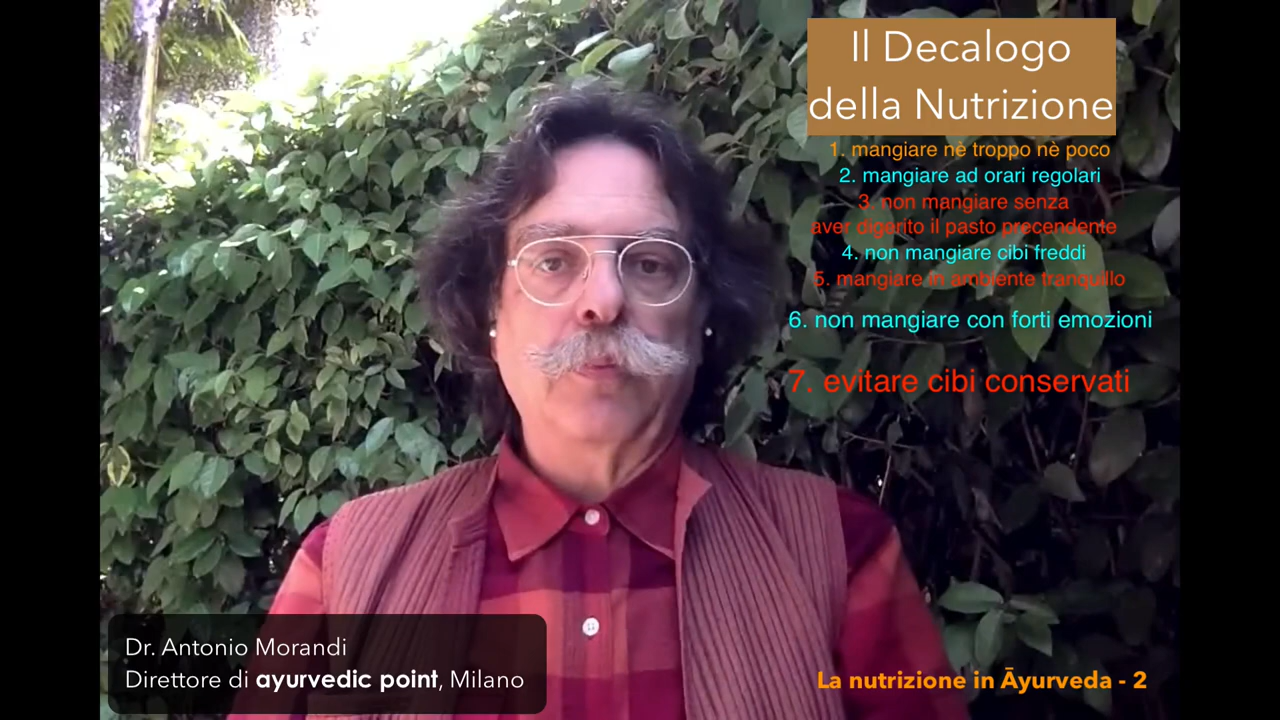 Il Decalogo
della Nutrizione
1. mangiare nè troppo nè poco
2. mangiare ad orari regolari
3. non mangiare senza
aver digerito il pasto precendente
4. non mangiare cibi freddi
5. mangiare in ambiente tranquillo
6. non mangiare con forti emozioni
7. evitare cibi conservati
Dr. Antonio Morandi
Direttore di ayurvedic point, Milano
La nutrizione in Āyurveda - 2